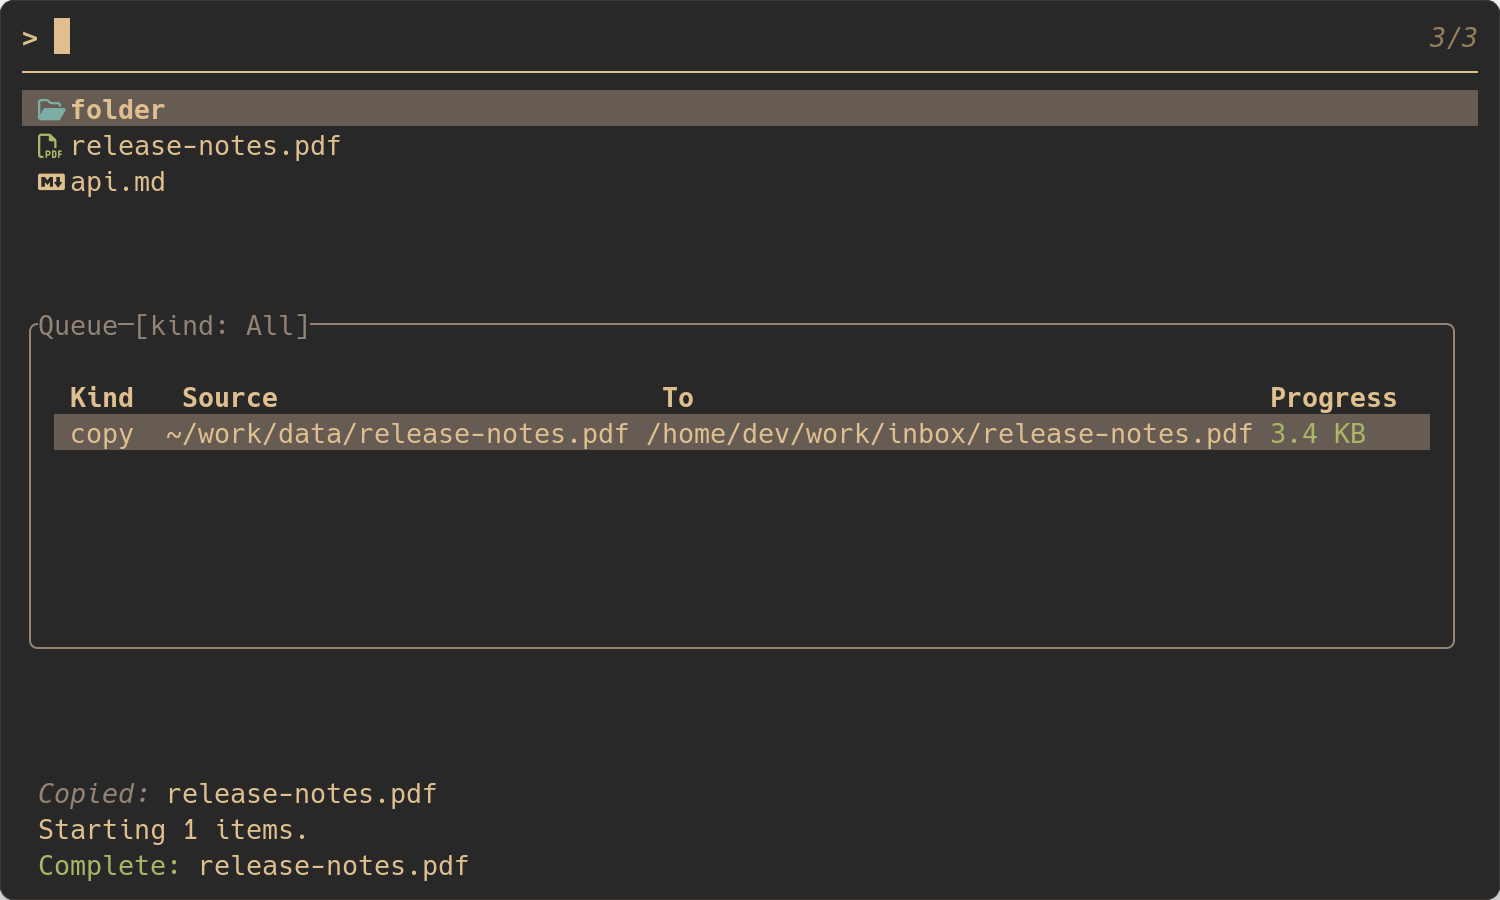 > 3/3
folder
release-notes.pdf
api.md
Queue─[kind: All]
Kind Source To Progress
copy ~/work/data/release-notes.pdf /home/dev/work/inbox/release-notes.pdf 3.4 KB
Copied: release-notes.pdf
Starting 1 items.
Complete: release-notes.pdf